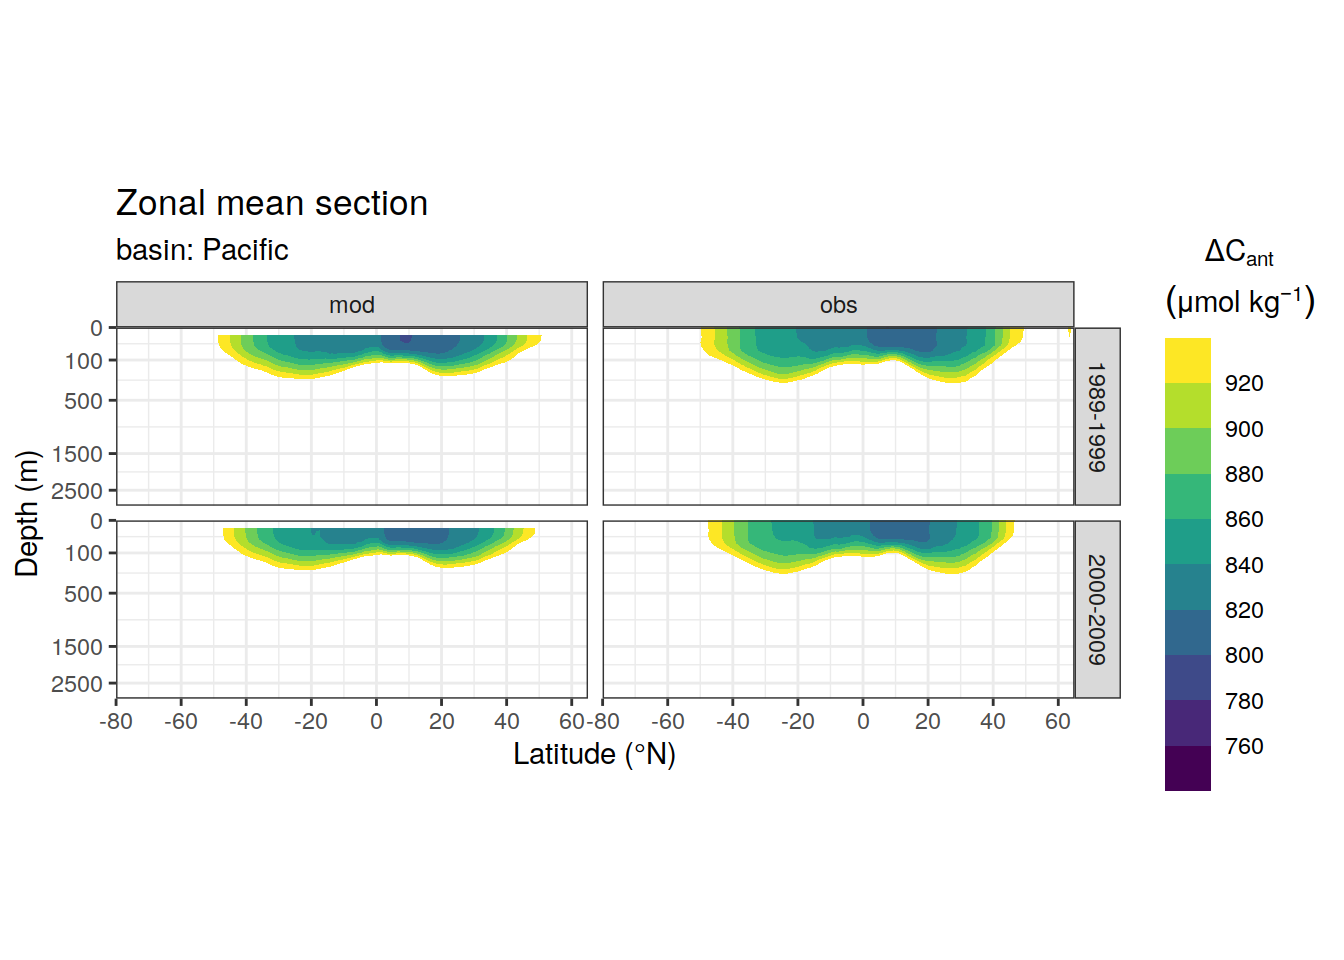 Zonal mean section
basin: Pacific
mod obs
0
100
500
1500
2500
1989-1999
0
100
500
1500
2500
2000-2009
-80 -60 -40 -20 0 20 40 60 -80 -60 -40 -20 0 20 40 60
Latitude (°N)
Depth (m)
ΔCant
(μmol kg⁻¹)
920
900
880
860
840
820
800
780
760